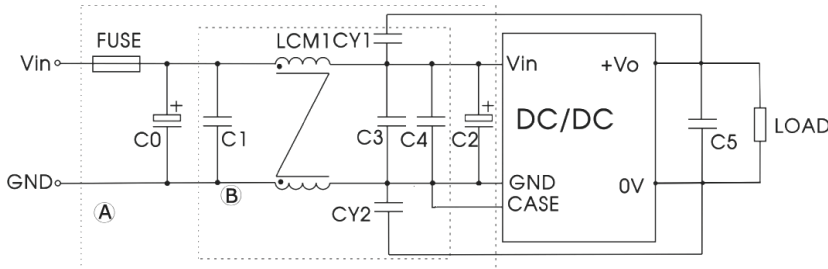 FUSE
LCM1
CY1
Vin
Vin
+Vo
C0
C1
C3
C4
C2
DC/DC
C5
LOAD
GND
GND
0V
CASE
A
B
CY2